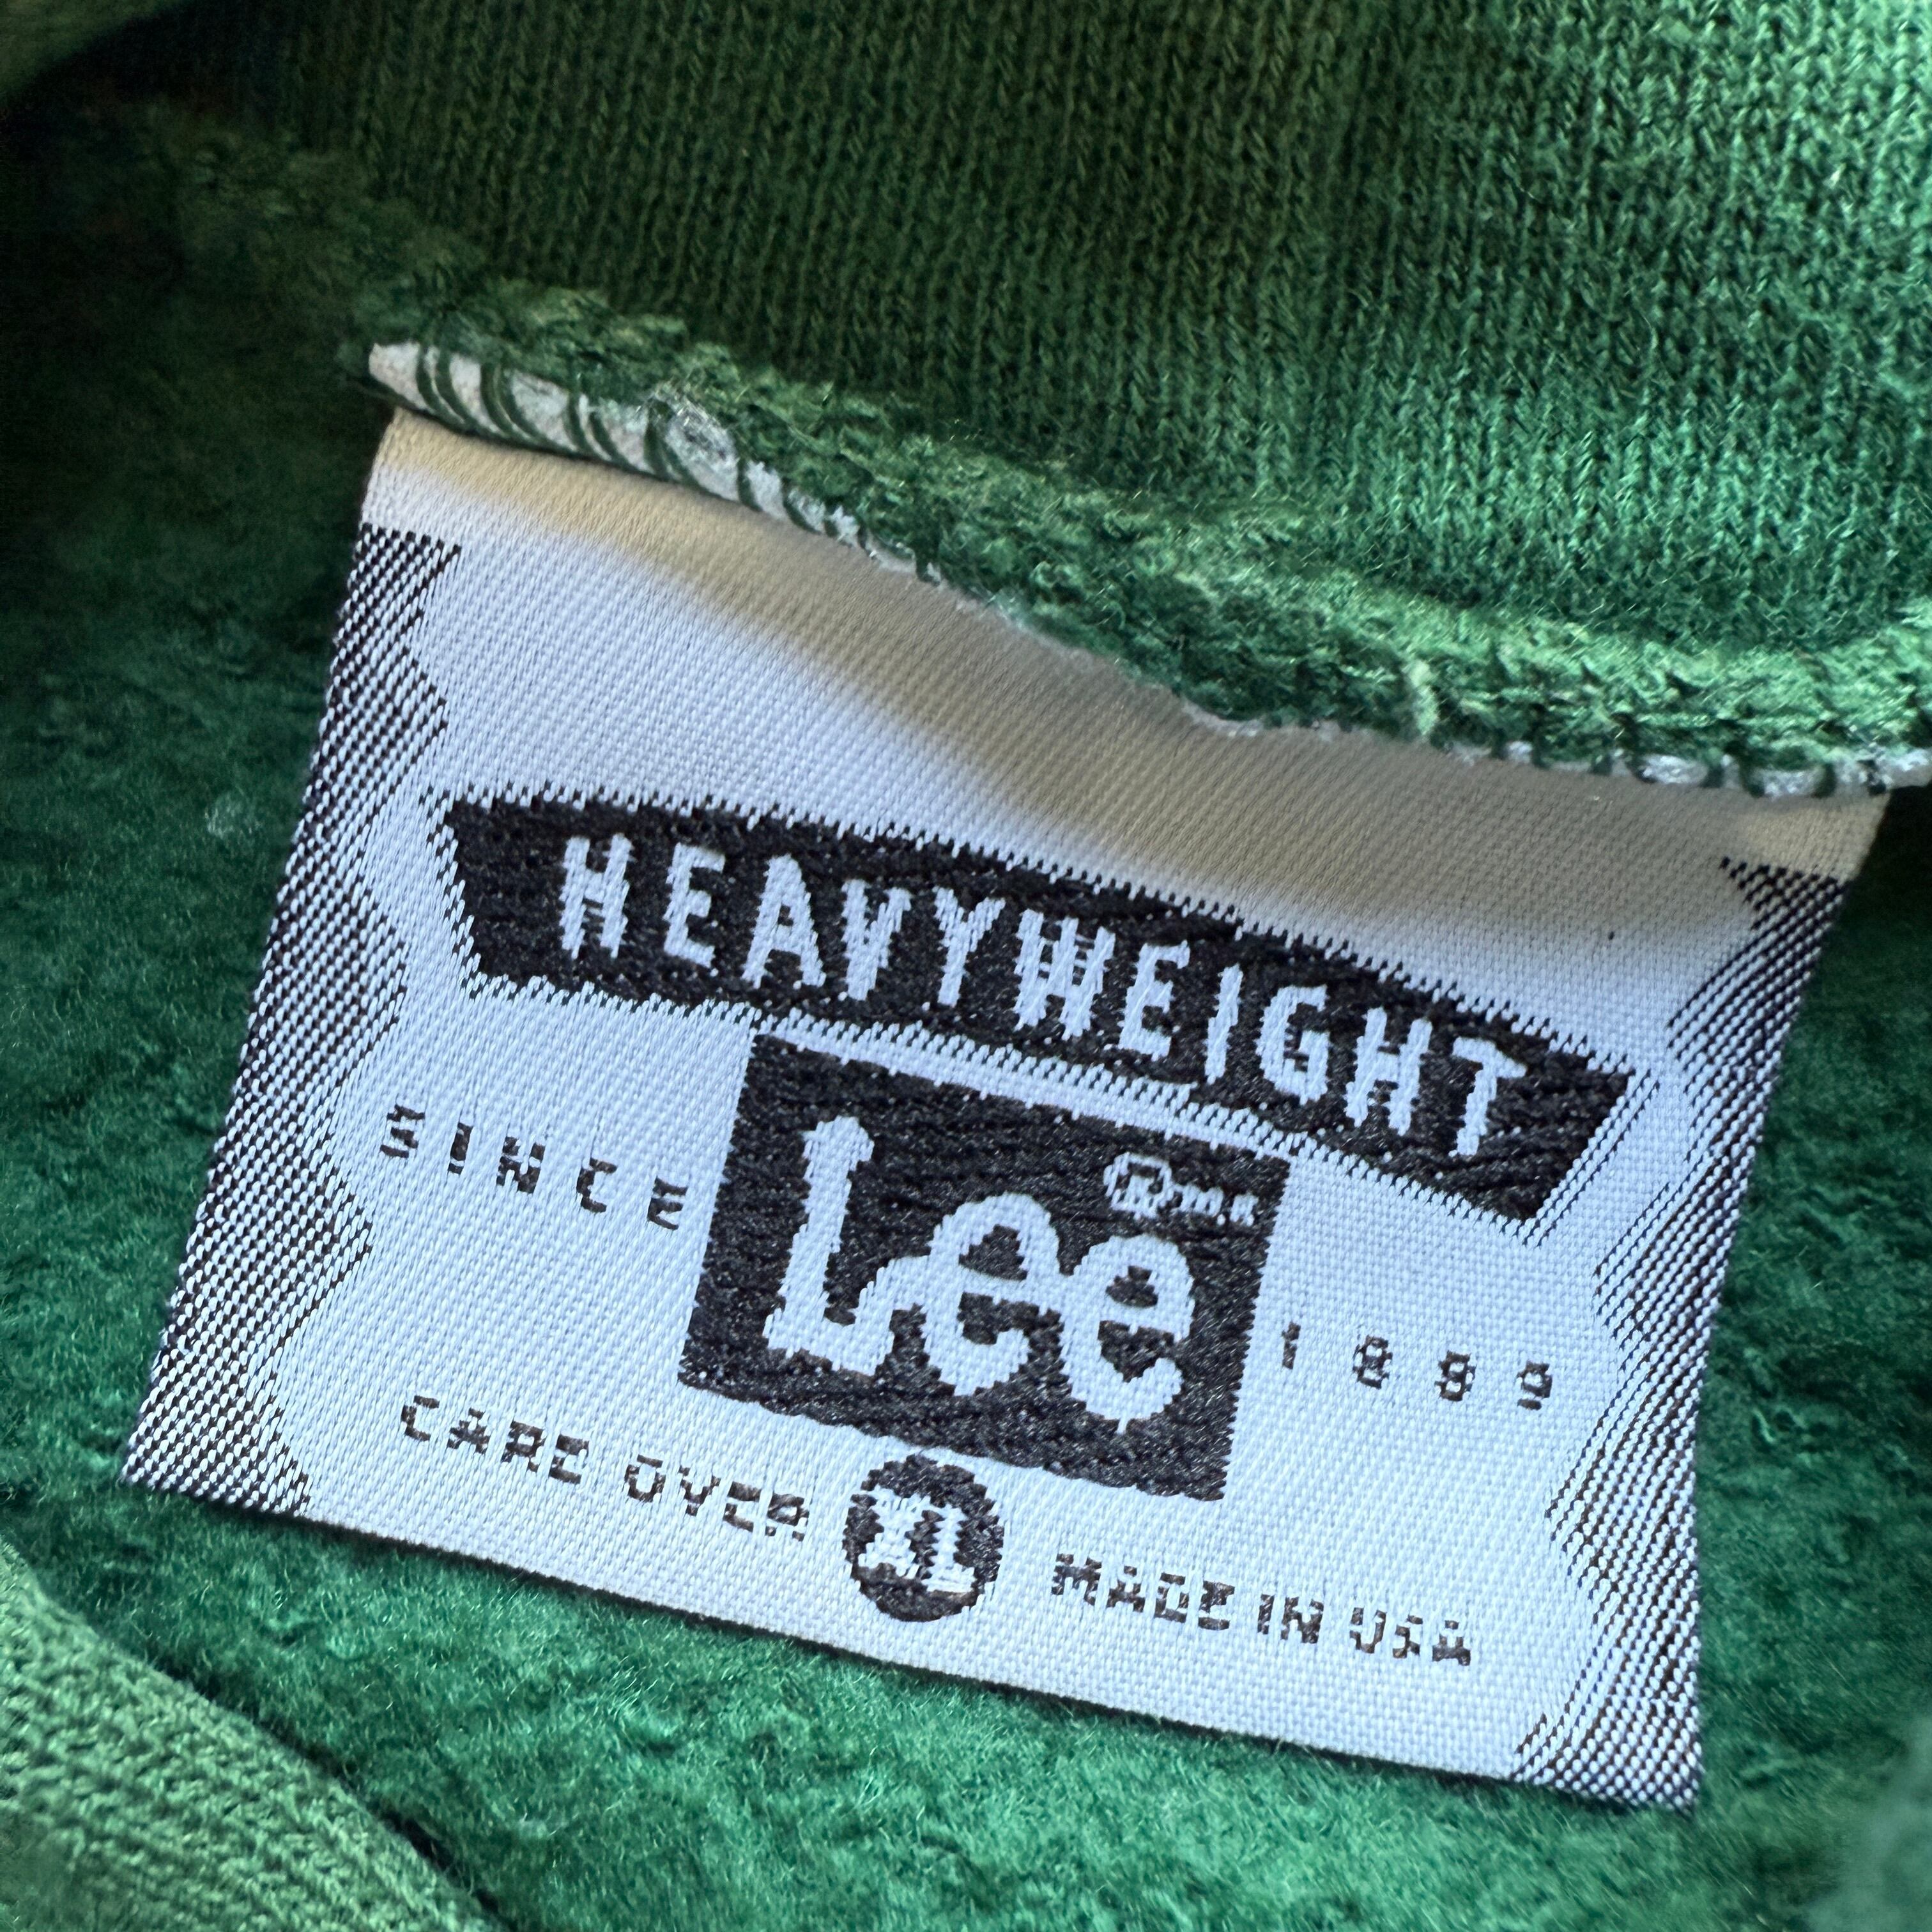 HEAVYWEIGHT
SINCE Lee ® M.R. 1889
CARE OVER XL MADE IN USA